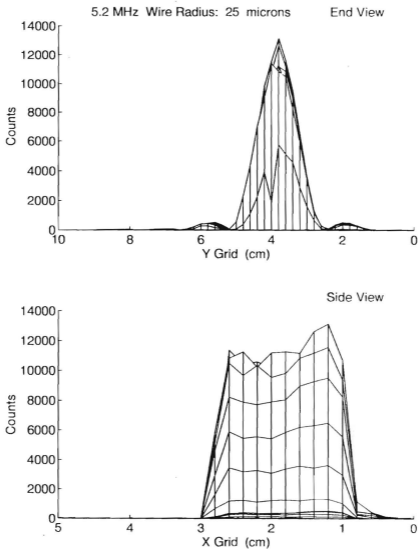 5.2 MHz Wire Radius: 25 microns End View
14000
12000
10000
8000
6000
4000
2000
0
Counts
10 8 6 4 2 0
Y Grid (cm)
Side View
14000
12000
10000
8000
6000
4000
2000
0
Counts
5 4 3 2 1 0
X Grid (cm)